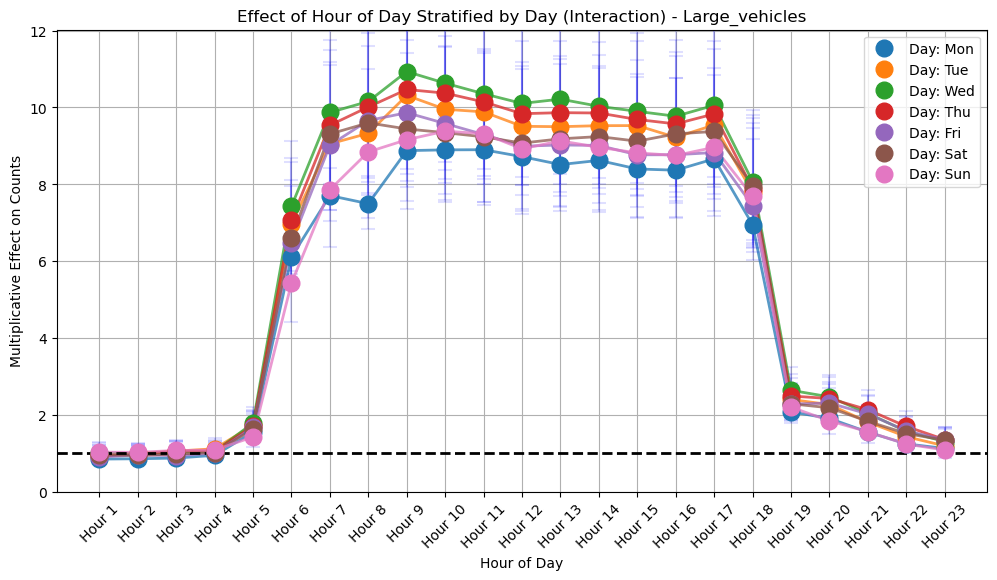 Effect of Hour of Day Stratified by Day (Interaction) - Large_vehicles
Multiplicative Effect on Counts
12
10
8
6
4
2
0
Day: Mon
Day: Tue
Day: Wed
Day: Thu
Day: Fri
Day: Sat
Day: Sun
Hour 1
Hour 2
Hour 3
Hour 4
Hour 5
Hour 6
Hour 7
Hour 8
Hour 9
Hour 10
Hour 11
Hour 12
Hour 13
Hour 14
Hour 15
Hour 16
Hour 17
Hour 18
Hour 19
Hour 20
Hour 21
Hour 22
Hour 23
Hour of Day